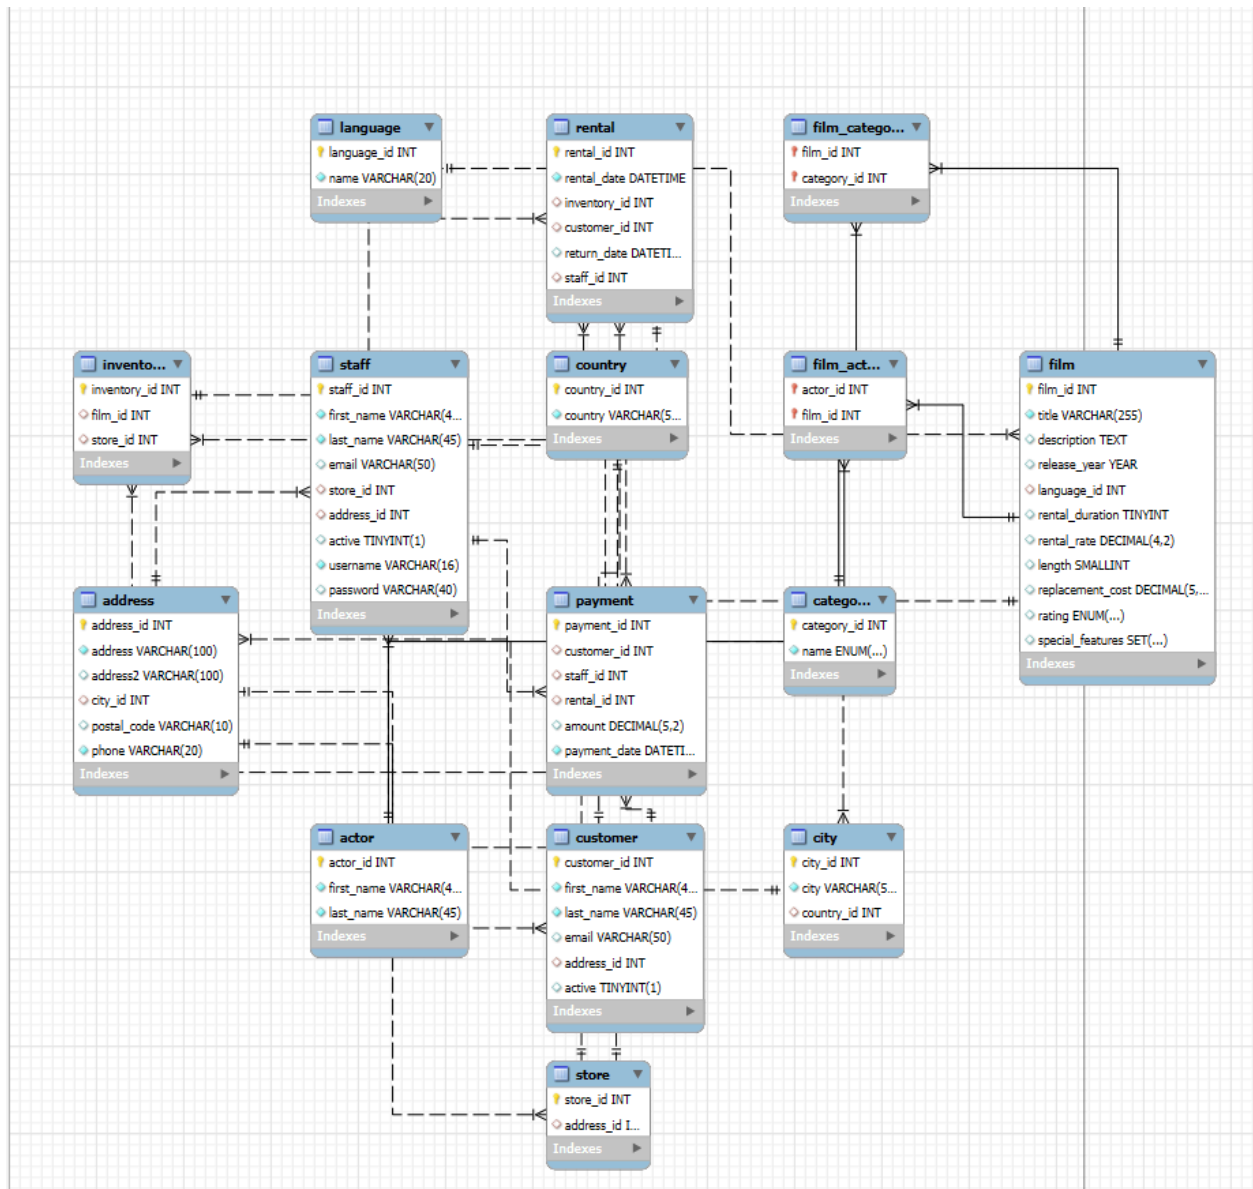 language
language_id INT
name VARCHAR(20)
Indexes
rental
rental_id INT
rental_date DATETIME
inventory_id INT
customer_id INT
return_date DATETI...
staff_id INT
Indexes
film_catego...
film_id INT
category_id INT
Indexes
invento...
inventory_id INT
film_id INT
store_id INT
Indexes
staff
staff_id INT
first_name VARCHAR(4...
last_name VARCHAR(45)
email VARCHAR(50)
store_id INT
address_id INT
active TINYINT(1)
username VARCHAR(16)
password VARCHAR(40)
Indexes
country
country_id INT
country VARCHAR(5...
Indexes
film_act...
actor_id INT
film_id INT
Indexes
film
film_id INT
title VARCHAR(255)
description TEXT
release_year YEAR
language_id INT
rental_duration TINYINT
rental_rate DECIMAL(4,2)
length SMALLINT
replacement_cost DECIMAL(5,...
rating ENUM(...)
special_features SET(...)
Indexes
address
address_id INT
address VARCHAR(100)
address2 VARCHAR(100)
city_id INT
postal_code VARCHAR(10)
phone VARCHAR(20)
Indexes
payment
payment_id INT
customer_id INT
staff_id INT
rental_id INT
amount DECIMAL(5,2)
payment_date DATETI...
Indexes
catego...
category_id INT
name ENUM(...)
Indexes
actor
actor_id INT
first_name VARCHAR(4...
last_name VARCHAR(45)
Indexes
customer
customer_id INT
first_name VARCHAR(4...
last_name VARCHAR(45)
email VARCHAR(50)
address_id INT
active TINYINT(1)
Indexes
city
city_id INT
city VARCHAR(5...
country_id INT
Indexes
store
store_id INT
address_id I...
Indexes